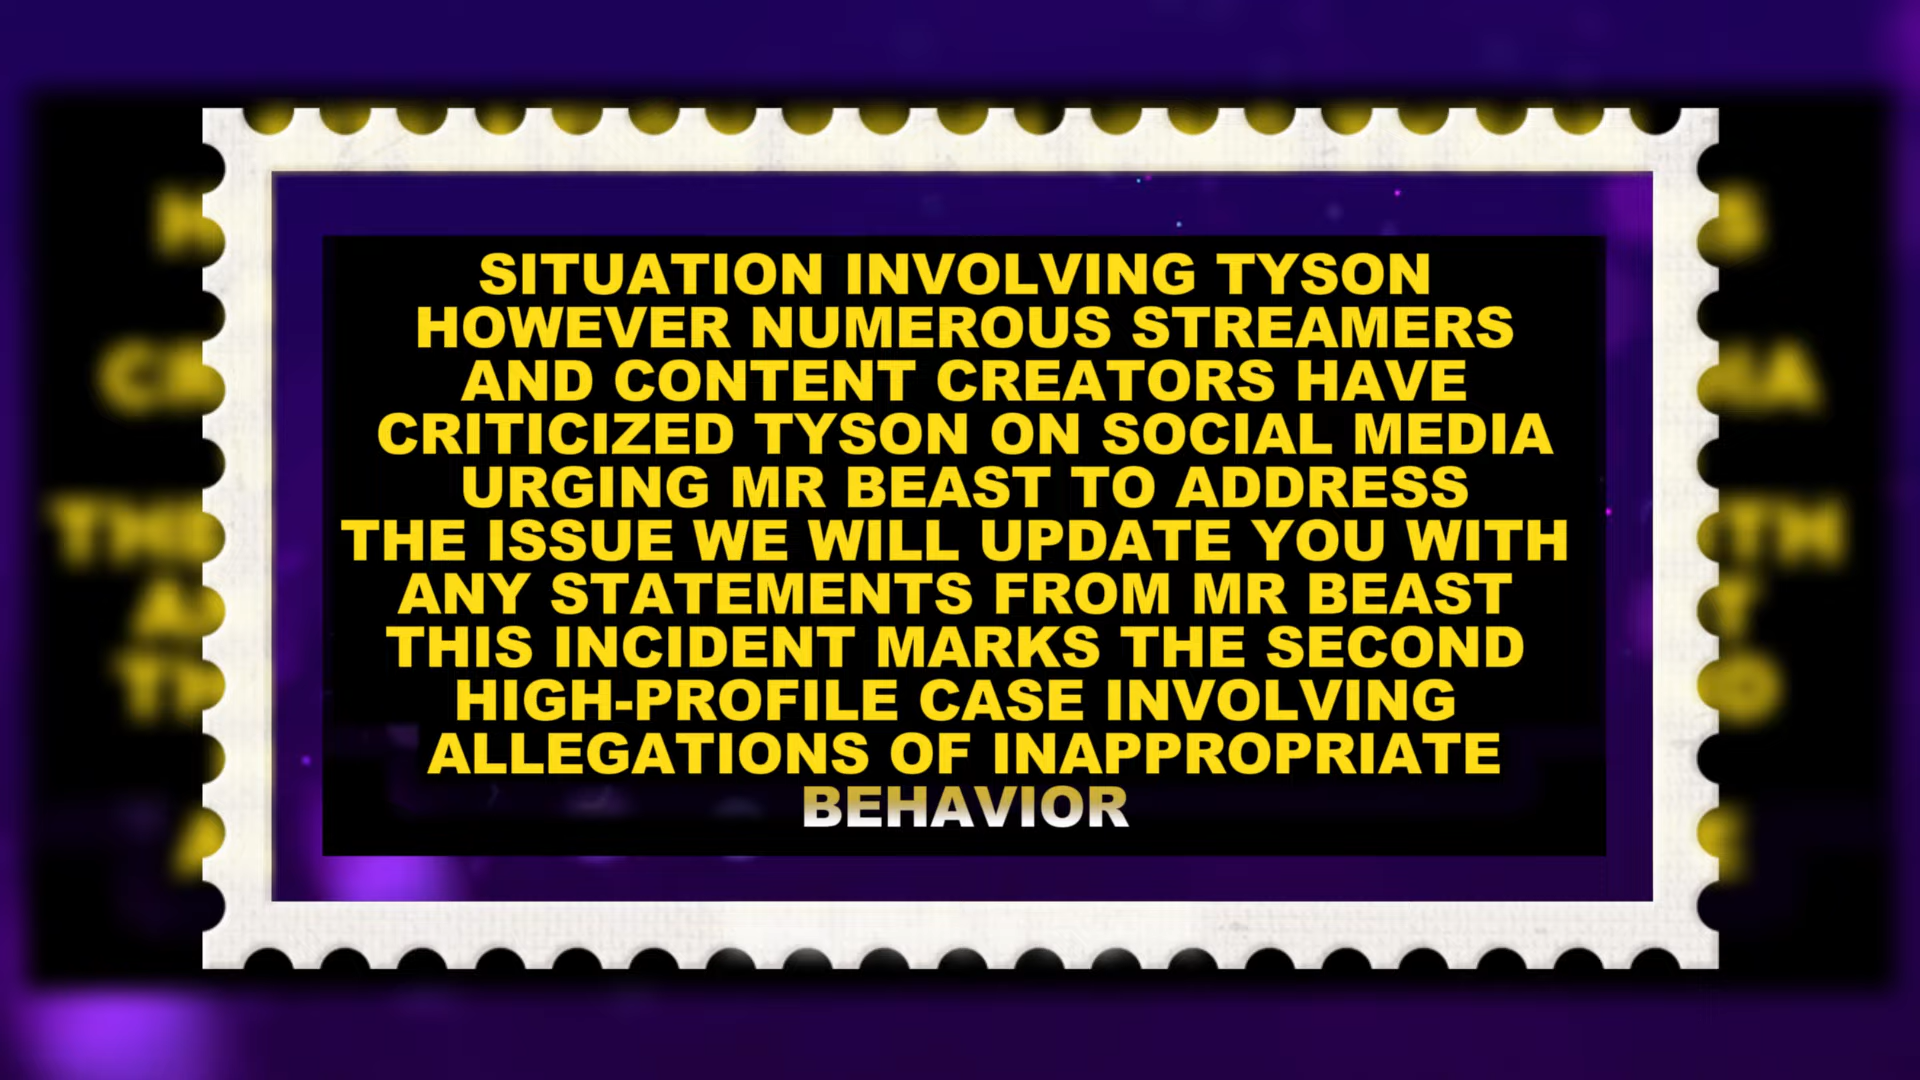 SITUATION INVOLVING TYSON
HOWEVER NUMEROUS STREAMERS
AND CONTENT CREATORS HAVE
CRITICIZED TYSON ON SOCIAL MEDIA
URGING MR BEAST TO ADDRESS
THE ISSUE WE WILL UPDATE YOU WITH
ANY STATEMENTS FROM MR BEAST
THIS INCIDENT MARKS THE SECOND
HIGH-PROFILE CASE INVOLVING
ALLEGATIONS OF INAPPROPRIATE
BEHAVIOR